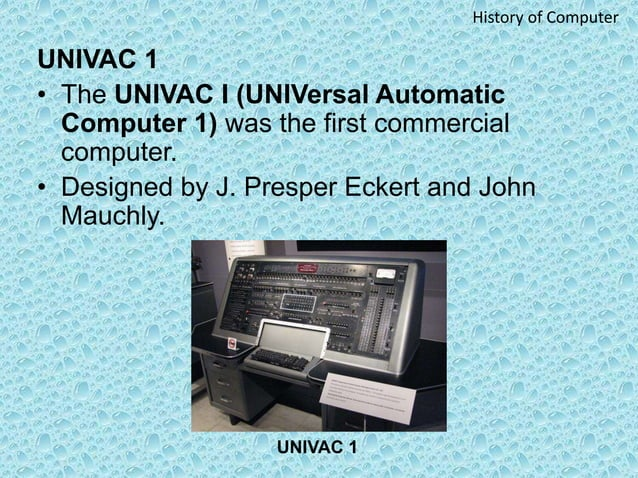 History of Computer
UNIVAC 1
• The UNIVAC I (UNIVersal Automatic
Computer 1) was the first commercial
computer.
• Designed by J. Presper Eckert and John
Mauchly.
UNIVAC 1